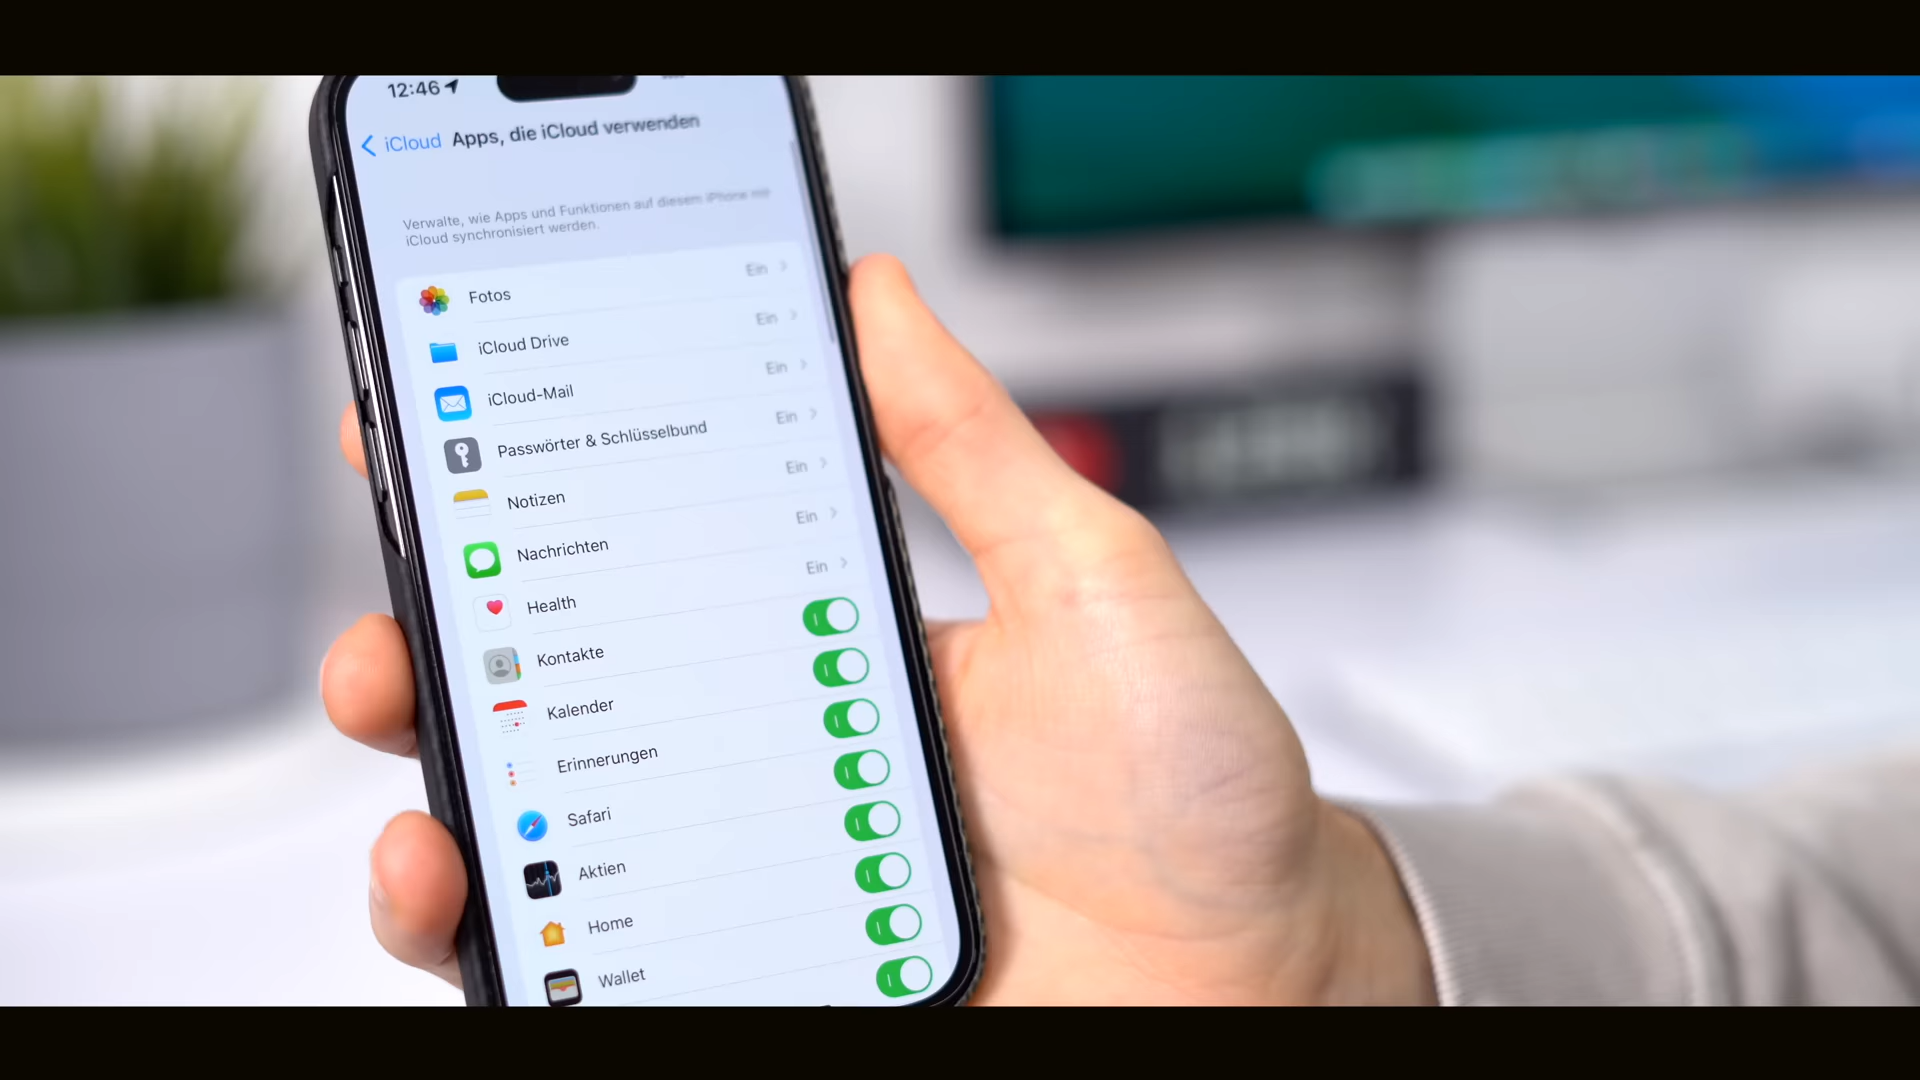 12:46
iCloud Apps, die iCloud verwenden
Verwalte, wie Apps und Funktionen auf diesem iPhone mit
iCloud synchronisiert werden.
Fotos Ein
iCloud Drive Ein
iCloud-Mail Ein
Passwörter & Schlüsselbund Ein
Notizen Ein
Nachrichten Ein
Health Ein
Kontakte
Kalender
Erinnerungen
Safari
Aktien
Home
Wallet